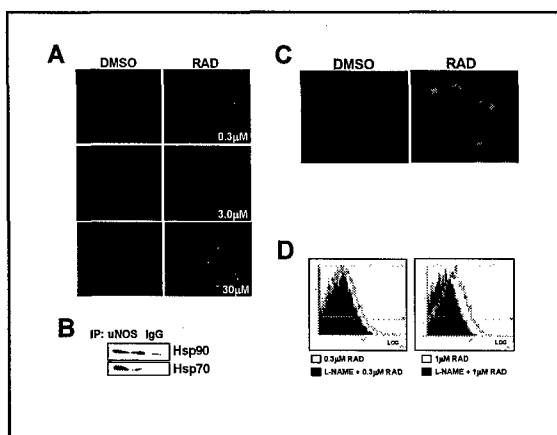 A
DMSO RAD
0.3μM
3.0μM
30μM
B
IP: uNOS IgG
Hsp90
Hsp70
C
DMSO RAD
D
LOG
LOG
0.3μM RAD
L-NAME + 0.3μM RAD
1μM RAD
L-NAME + 1μM RAD